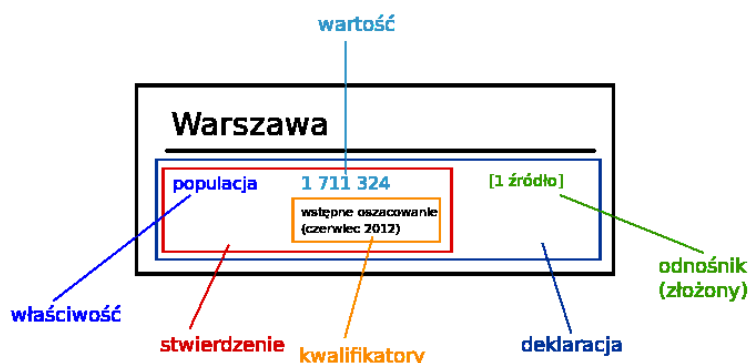 wartość
Warszawa
populacja
1 711 324
[1 źródło]
wstępne oszacowanie
(czerwiec 2012)
odnośnik
(złożony)
właściwość
stwierdzenie
kwalifikatory
deklaracja